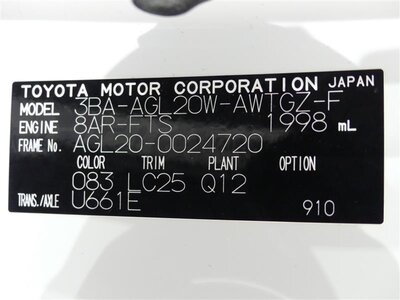 TOYOTA MOTOR CORPORATION JAPAN
MODEL 3BA-AGL20W-AWTGZ-F
ENGINE 8AR-FTS 1998 mL
FRAME No. AGL20-0024720
COLOR TRIM PLANT OPTION
083 LC25 Q12
TRANS./AXLE U661E 910